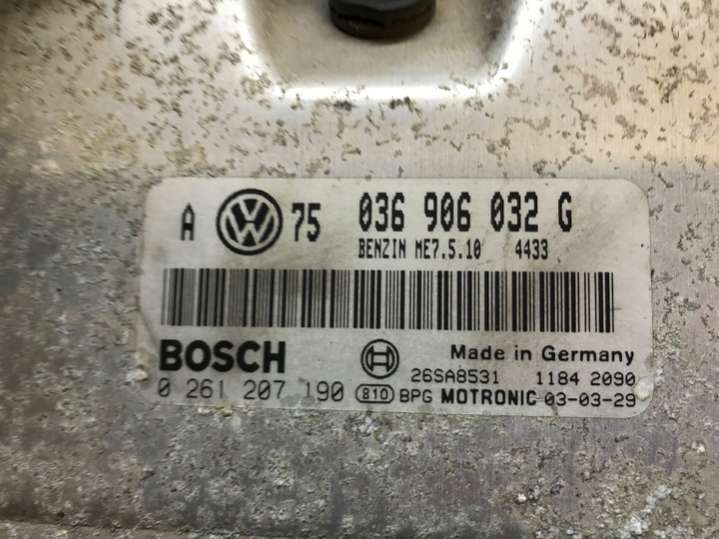 A VW 75 036 906 032 G
BENZIN ME7.5.10 4433
BOSCH Made in Germany
26SA8531 1184 2090
0 261 207 190 810 BPG MOTRONIC 03-03-29